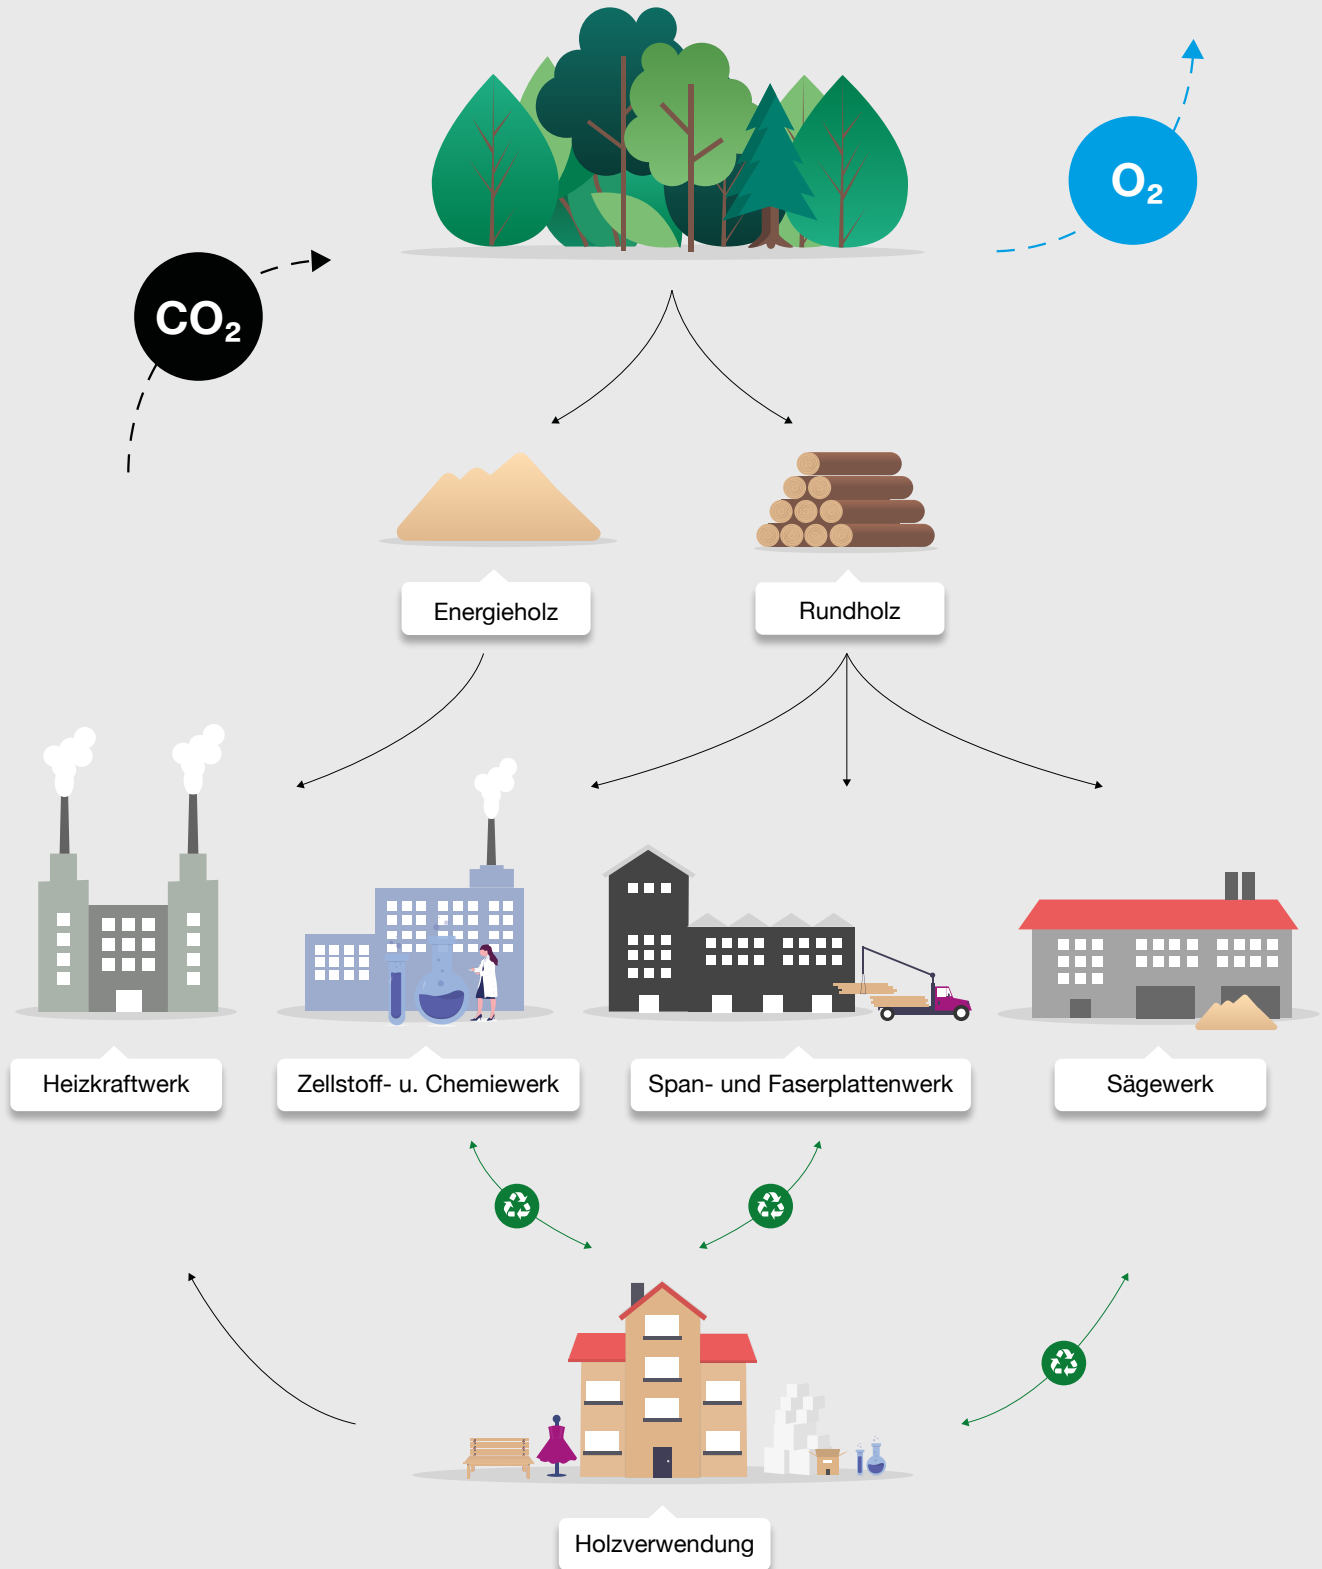 O₂
CO₂
Energieholz
Rundholz
Heizkraftwerk
Zellstoff- u. Chemiewerk
Span- und Faserplattenwerk
Sägewerk
Holzverwendung